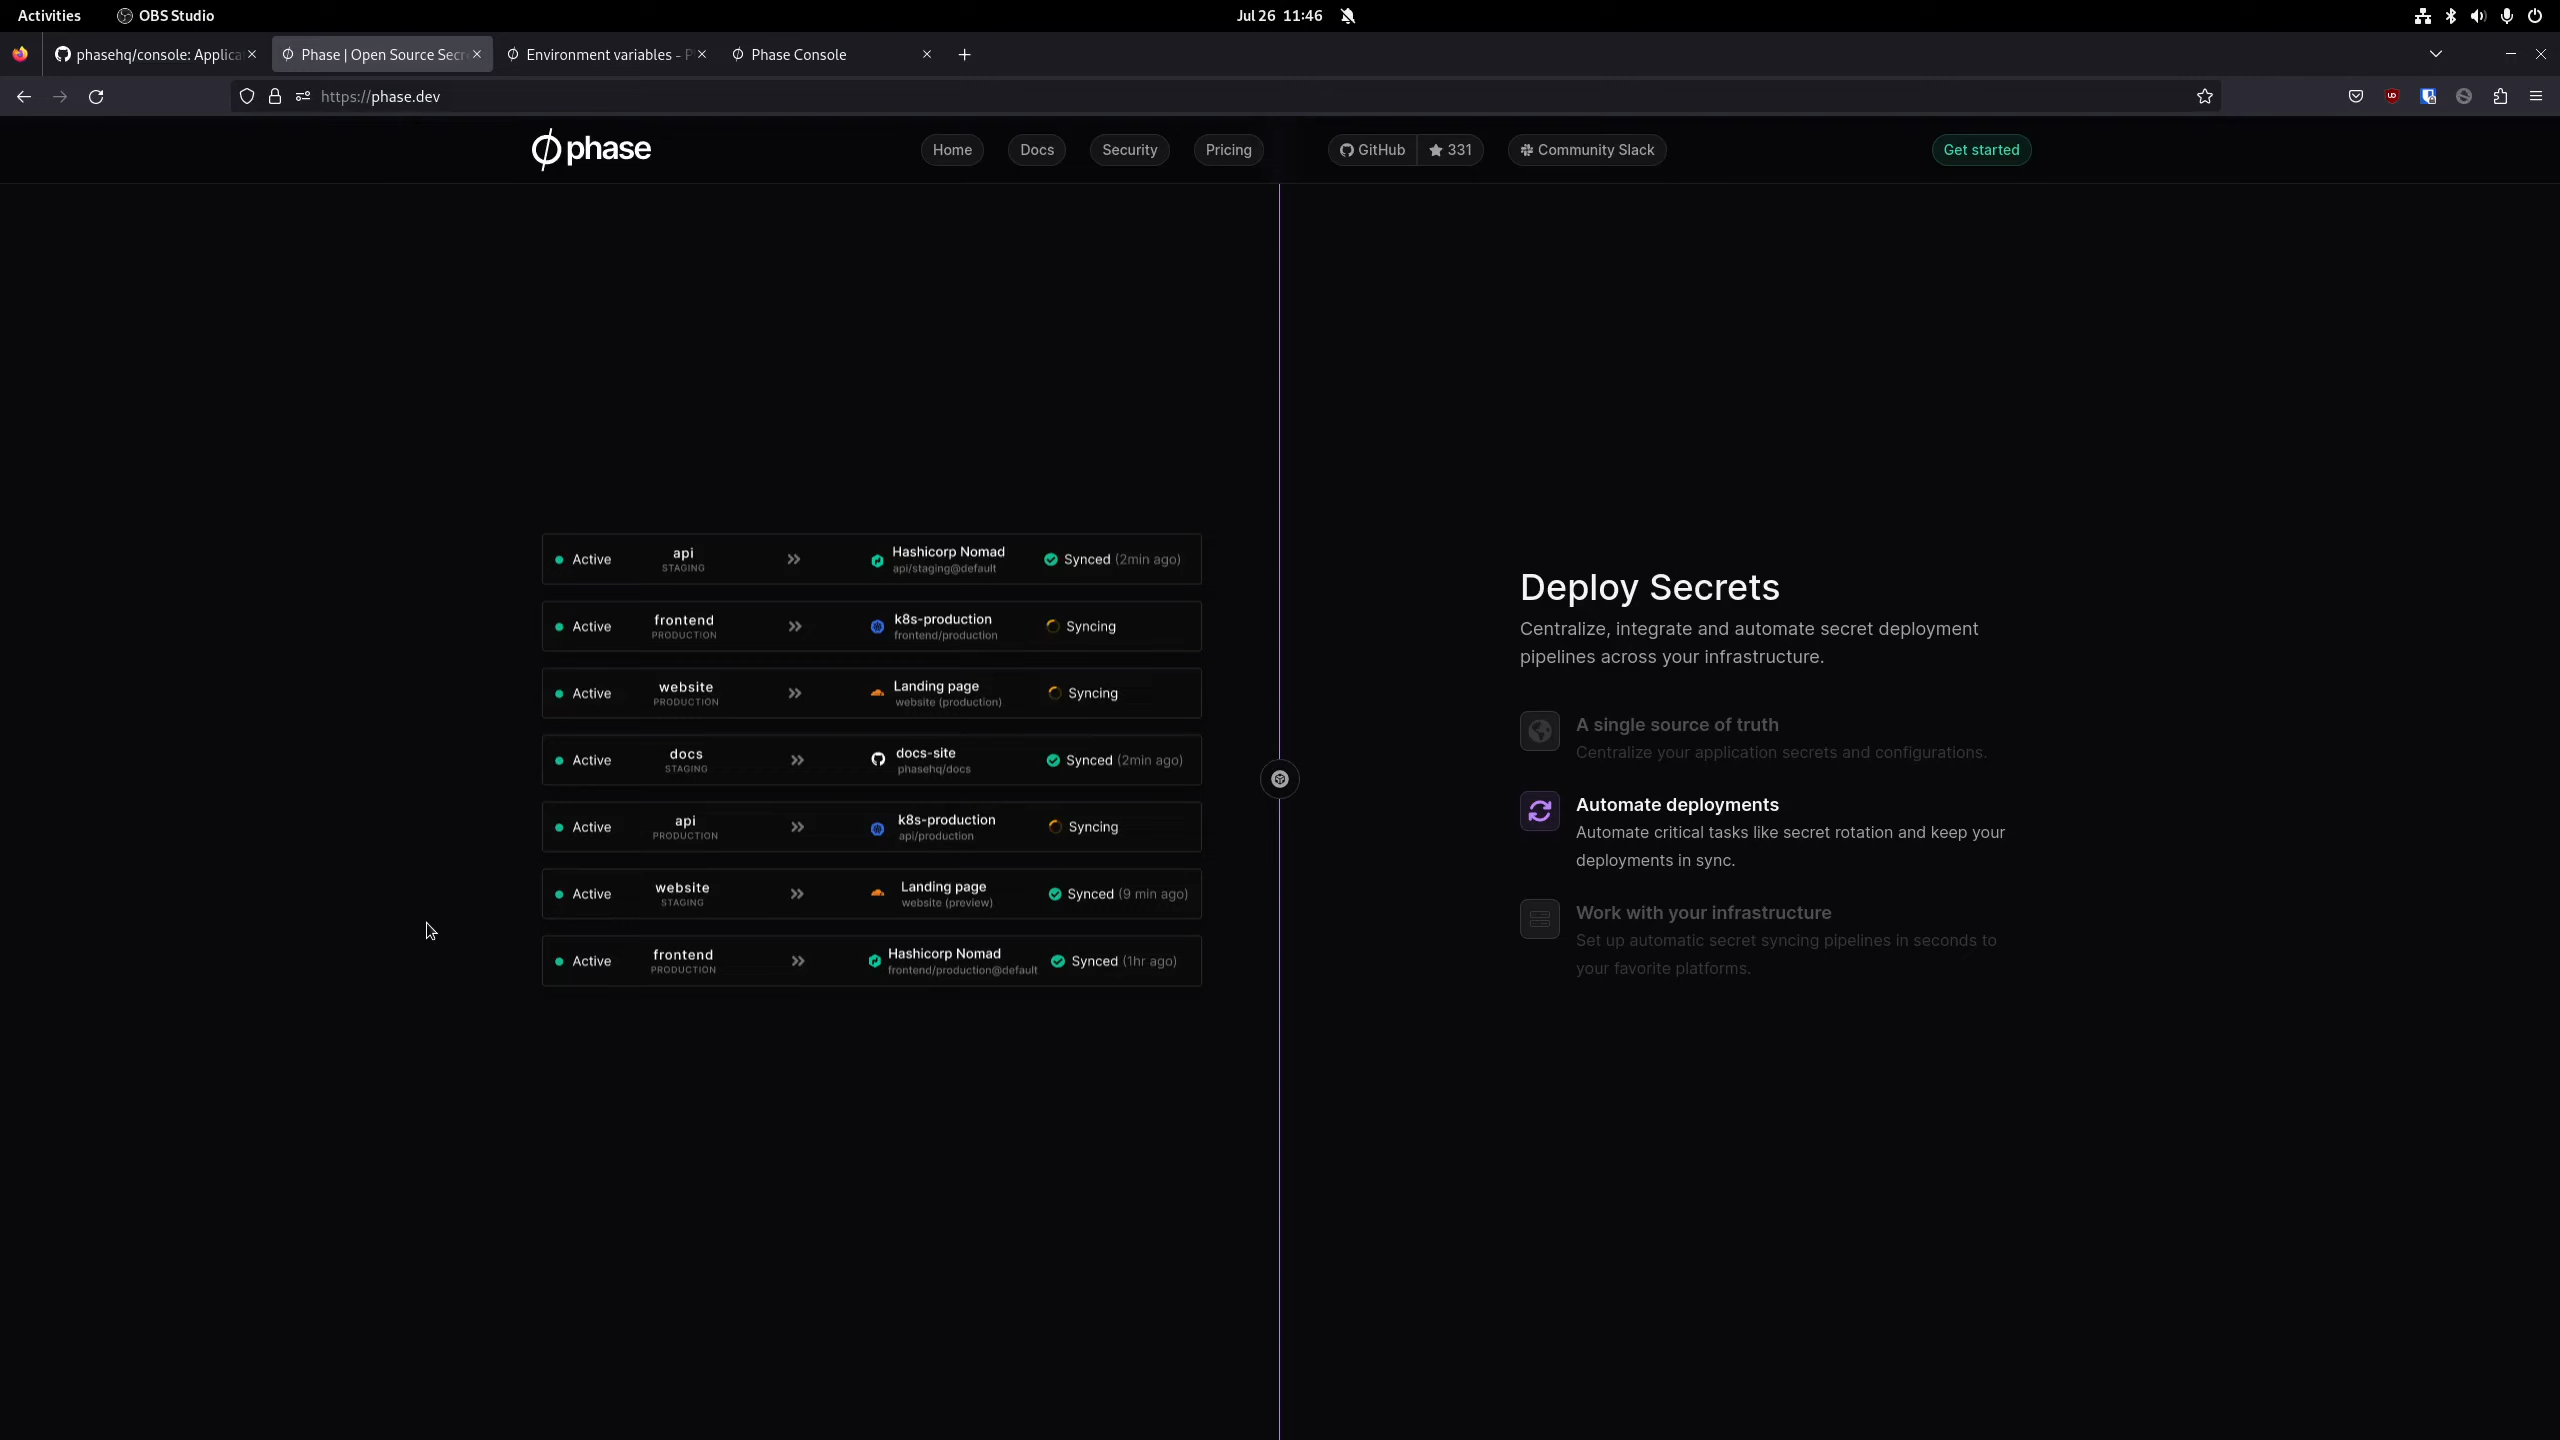 Activities
OBS Studio
Jul 26 11:46
phasehq/console: Applica
Phase | Open Source Secr
Environment variables - P
Phase Console
https://phase.dev
phase
Home
Docs
Security
Pricing
GitHub
331
Community Slack
Get started
Active
api
STAGING
Hashicorp Nomad
api/staging@default
Synced (2min ago)
Active
frontend
PRODUCTION
k8s-production
frontend/production
Syncing
Active
website
PRODUCTION
Landing page
website (production)
Syncing
Active
docs
STAGING
docs-site
phasehq/docs
Synced (2min ago)
Active
api
PRODUCTION
k8s-production
api/production
Syncing
Active
website
STAGING
Landing page
website (preview)
Synced (9 min ago)
Active
frontend
PRODUCTION
Hashicorp Nomad
frontend/production@default
Synced (1hr ago)
Deploy Secrets
Centralize, integrate and automate secret deployment
pipelines across your infrastructure.
A single source of truth
Centralize your application secrets and configurations.
Automate deployments
Automate critical tasks like secret rotation and keep your
deployments in sync.
Work with your infrastructure
Set up automatic secret syncing pipelines in seconds to
your favorite platforms.